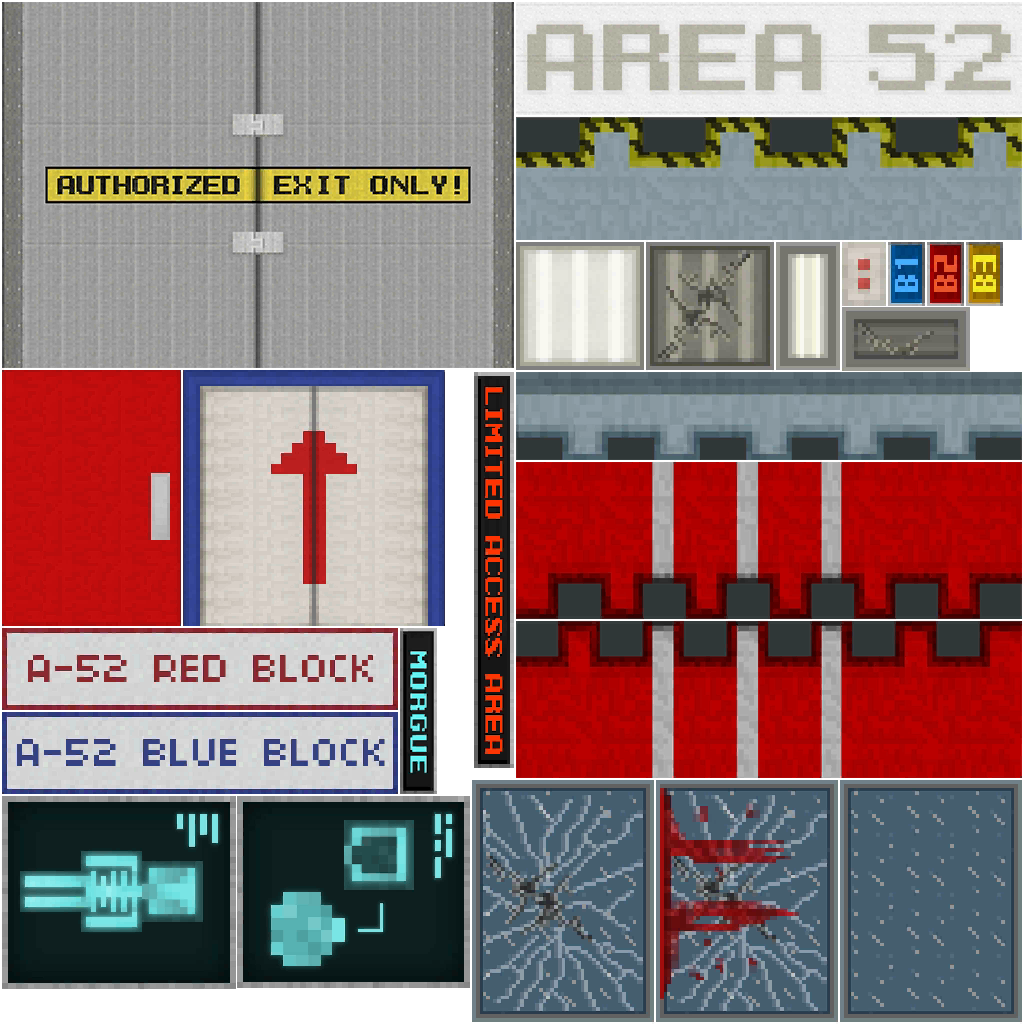 AREA 52
AUTHORIZED EXIT ONLY!
B1
B2
B3
LIMITED ACCESS AREA
A-52 RED BLOCK
MORGUE
A-52 BLUE BLOCK